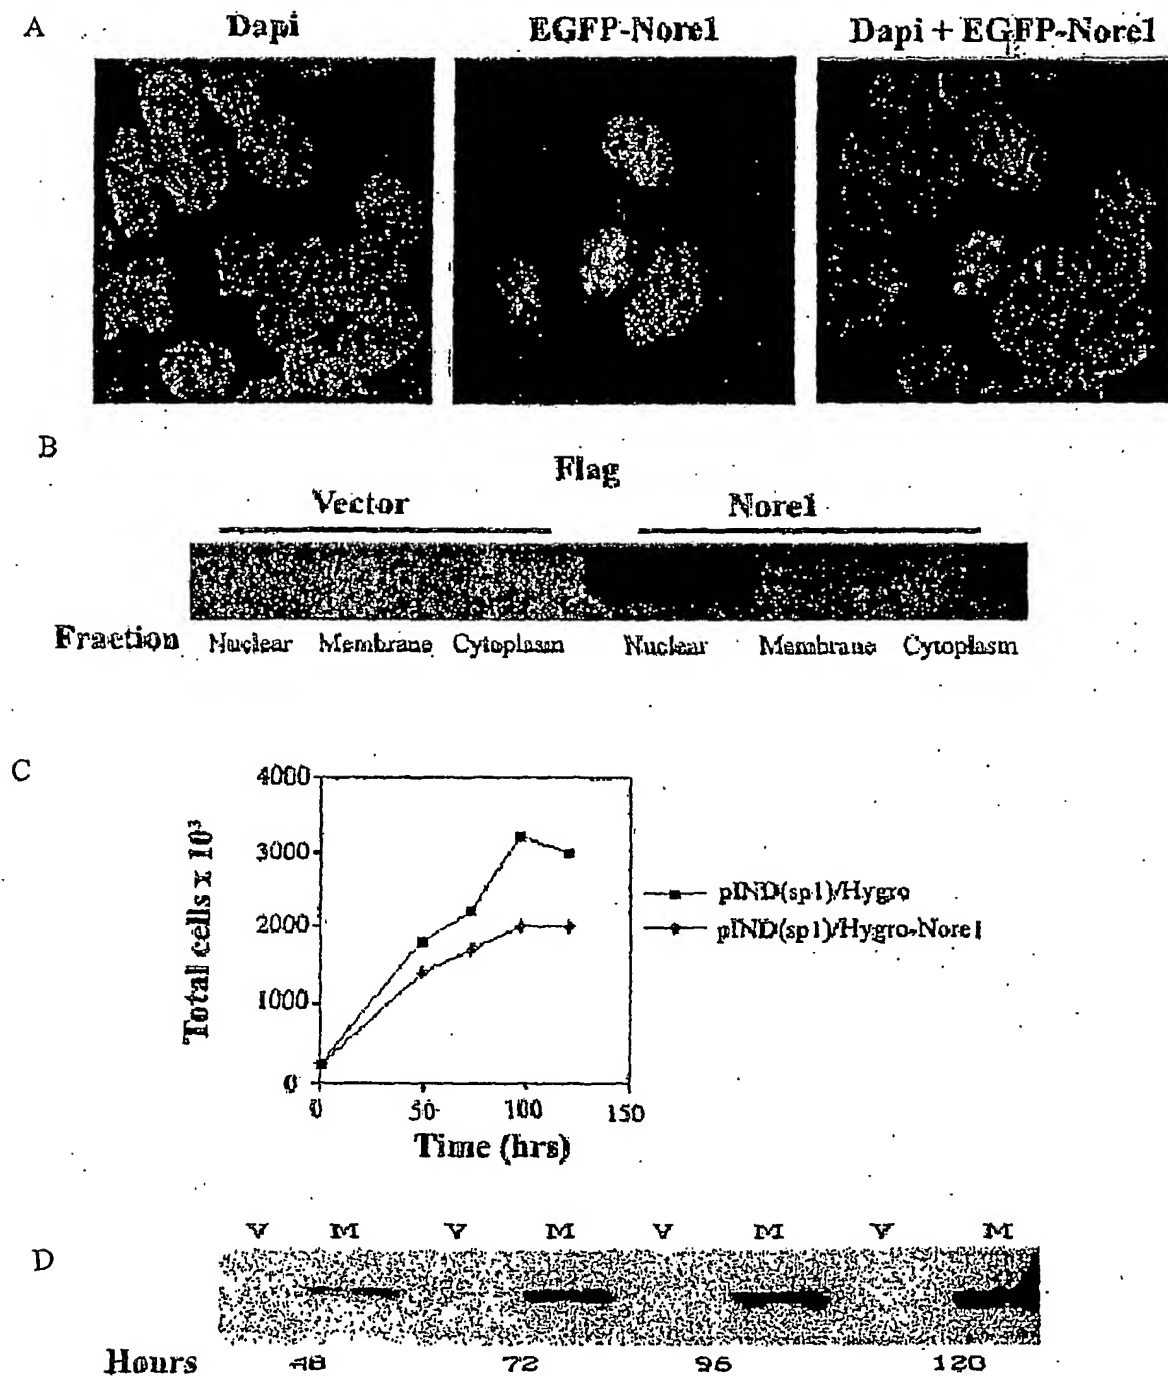 A
Dapi EGFP-Nore1 Dapi + EGFP-Nore1
B
Flag
Vector Nore1
Fraction Nuclear Membrane Cytoplasm Nuclear Membrane Cytoplasm
C
4000
3000
2000
1000
0
Total cells x 10³
0 50 100 150
Time (hrs)
pIND(sp1)/Hygro
pIND(sp1)/Hygro-Nore1
D
V M V M V M V M
Hours 48 72 96 120